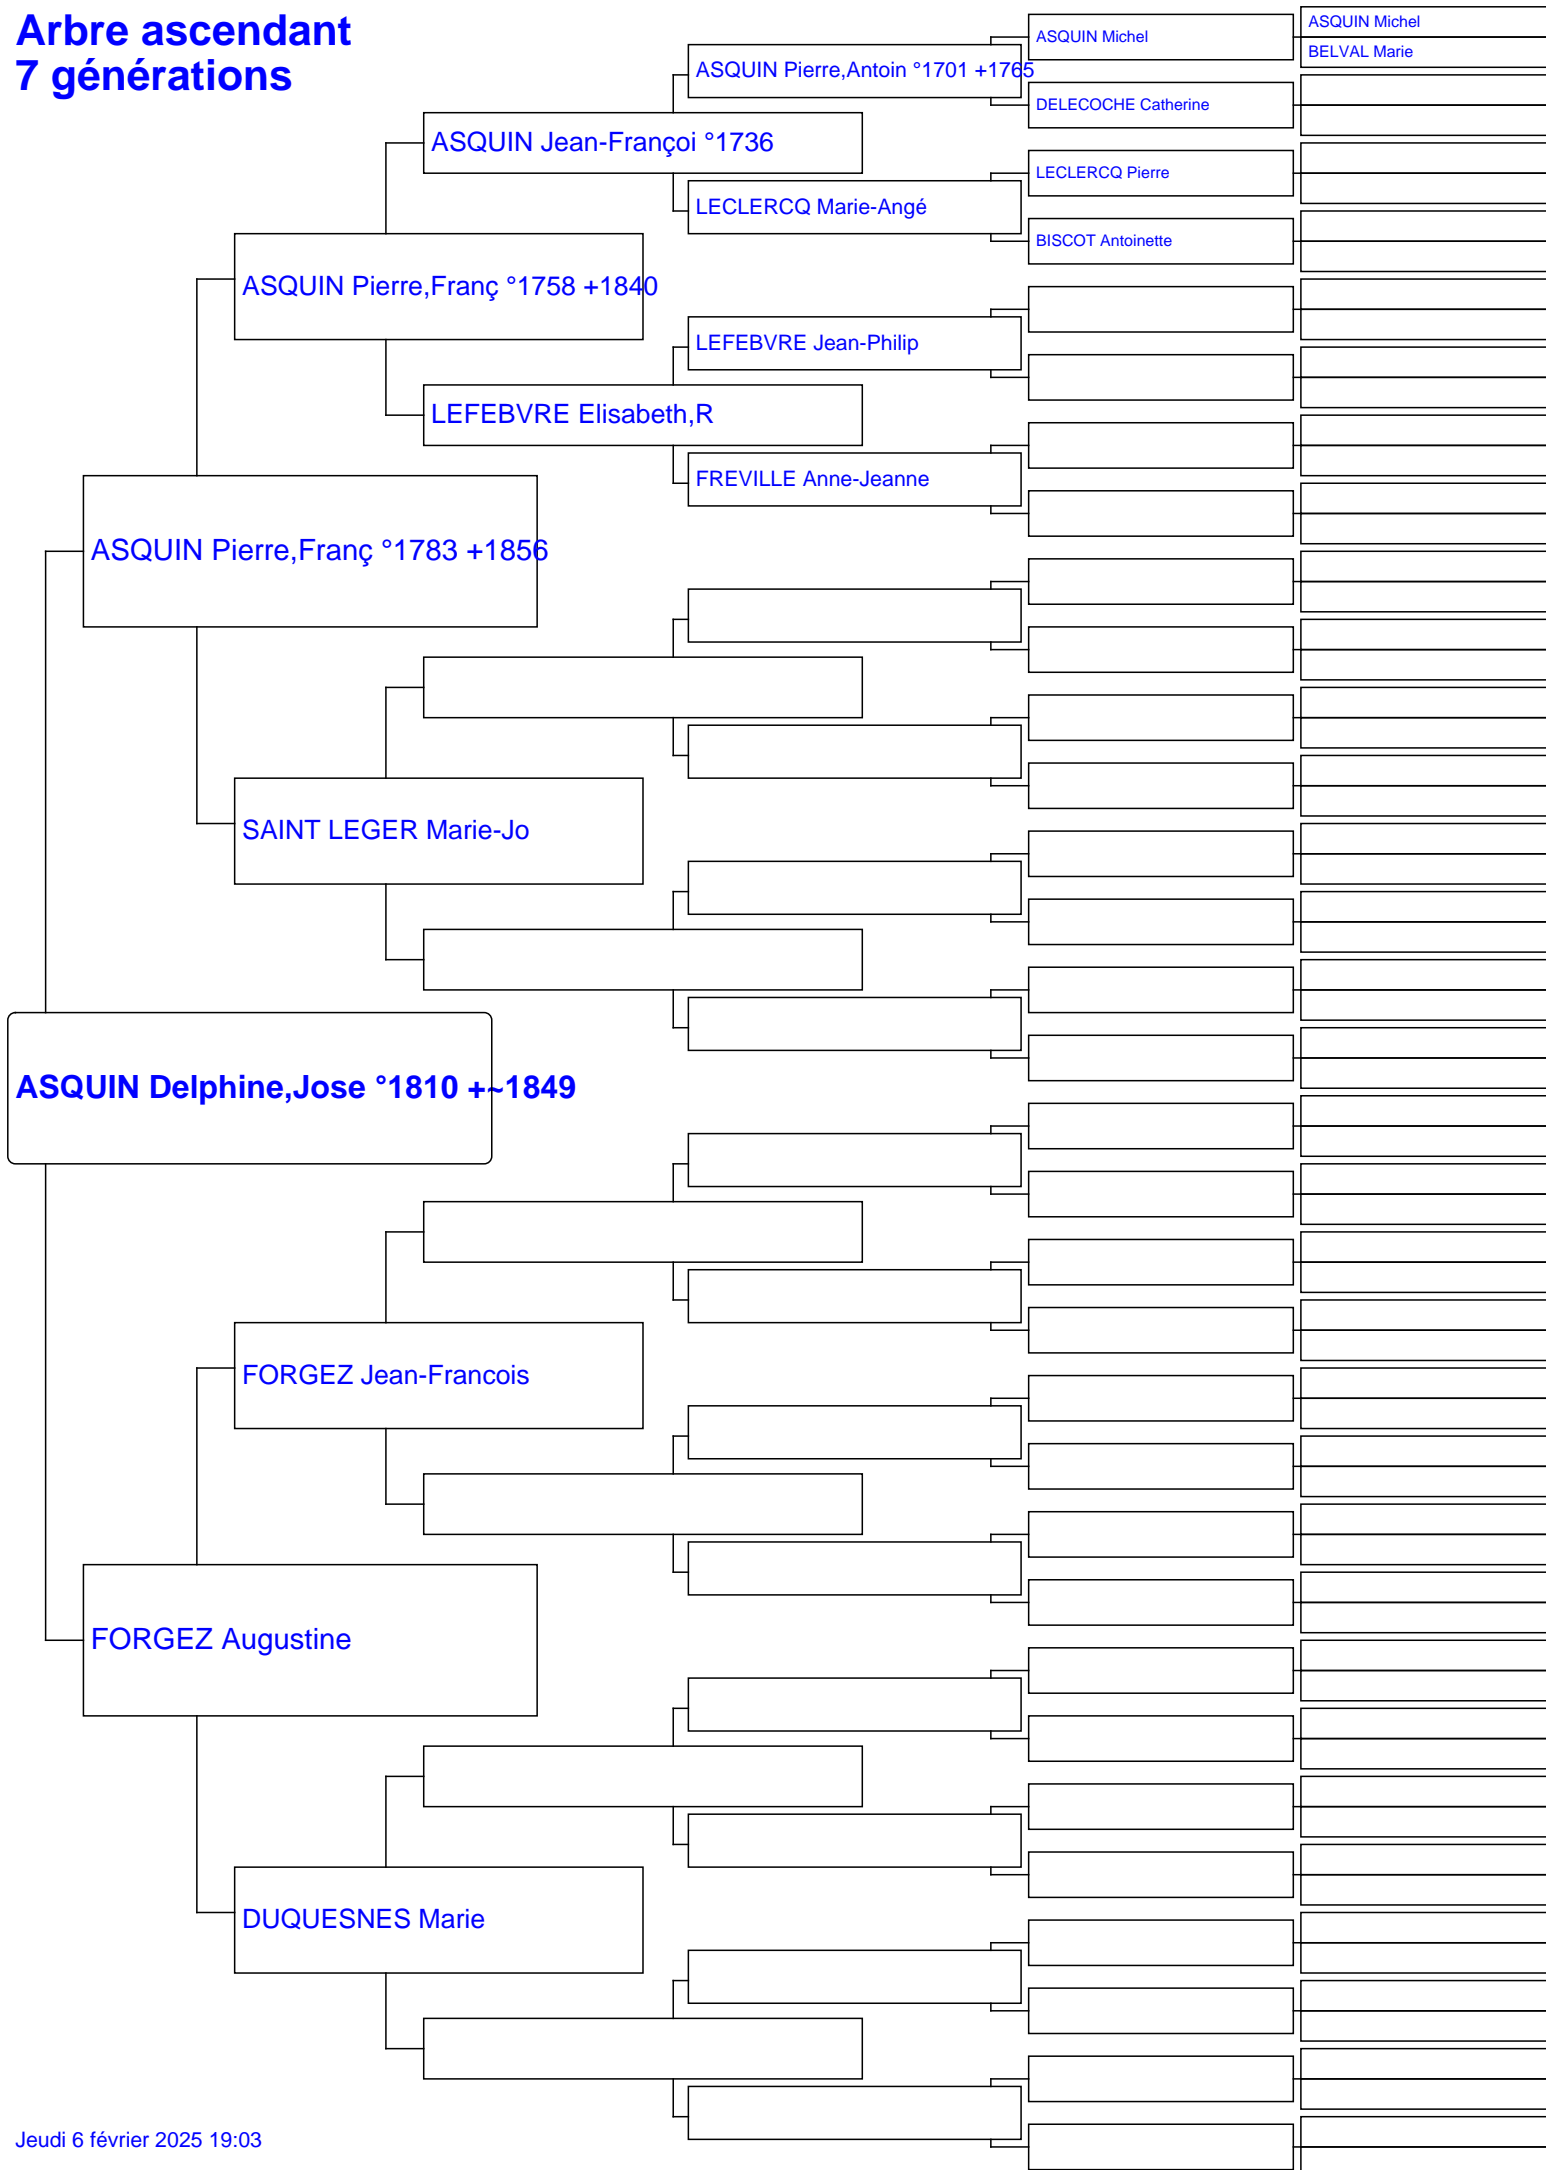 Arbre ascendant
7 générations
ASQUIN Michel
BELVAL Marie
ASQUIN Michel
ASQUIN Pierre,Antoin °1701 +1765
DELECOCHE Catherine
ASQUIN Jean-Françoi °1736
LECLERCQ Pierre
LECLERCQ Marie-Angé
BISCOT Antoinette
ASQUIN Pierre,Franç °1758 +1840
LEFEBVRE Jean-Philip
LEFEBVRE Elisabeth,R
FREVILLE Anne-Jeanne
ASQUIN Pierre,Franç °1783 +1856
SAINT LEGER Marie-Jo
ASQUIN Delphine,Jose °1810 +~1849
FORGEZ Jean-Francois
FORGEZ Augustine
DUQUESNES Marie
Jeudi 6 février 2025 19:03